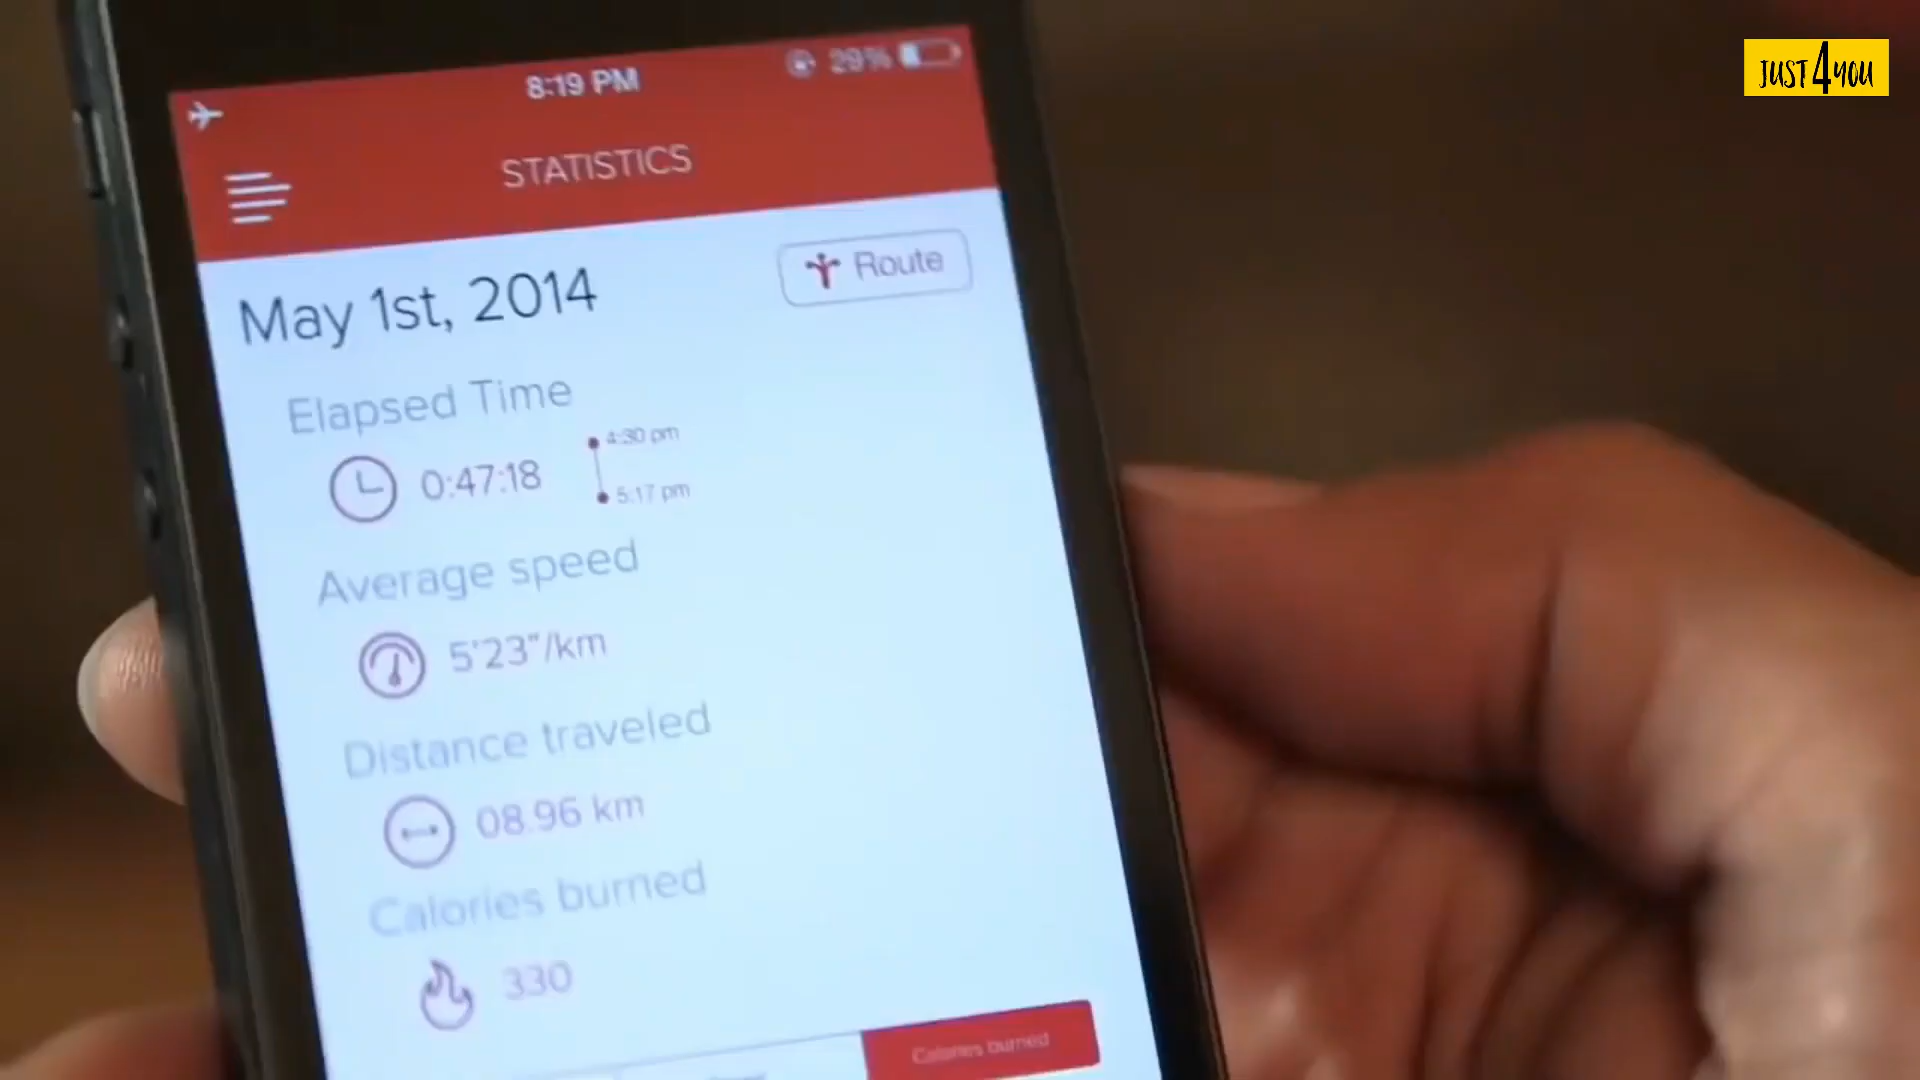 JUST4YOU
8:19 PM
29%
STATISTICS
May 1st, 2014
Route
Elapsed Time
0:47:18
4:30 pm
5:17 pm
Average speed
5'23"/km
Distance traveled
08.96 km
Calories burned
330
Calories burned